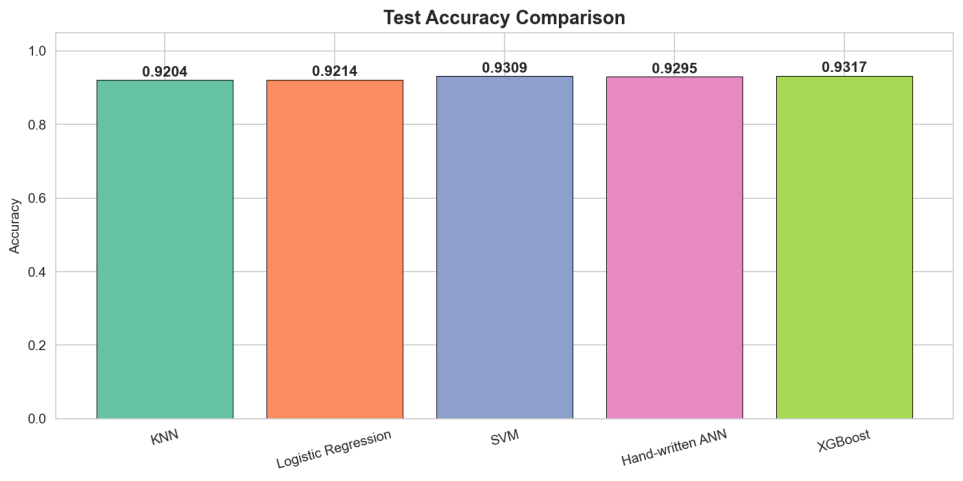 Test Accuracy Comparison
1.0
0.8
0.6
0.4
0.2
0.0
Accuracy
0.9204
0.9214
0.9309
0.9295
0.9317
KNN
Logistic Regression
SVM
Hand-written ANN
XGBoost